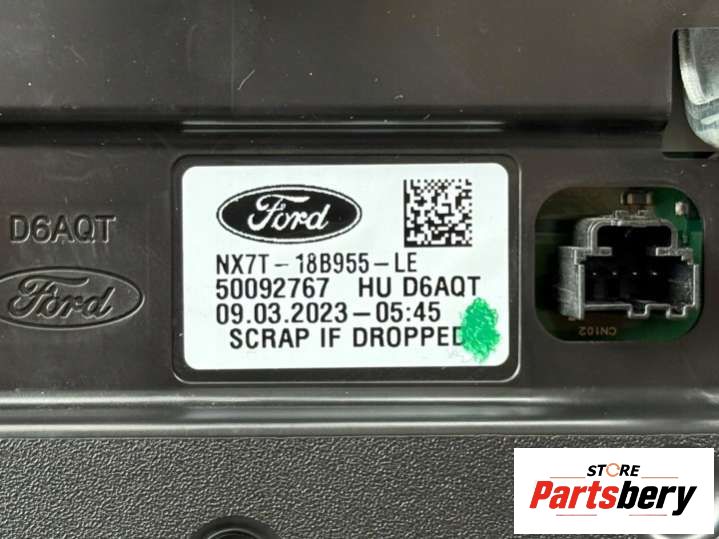 D6AQT
Ford
Ford
NX7T-18B955-LE
50092767 HU D6AQT
09.03.2023-05:45
SCRAP IF DROPPED
CN102
STORE
Partsbery